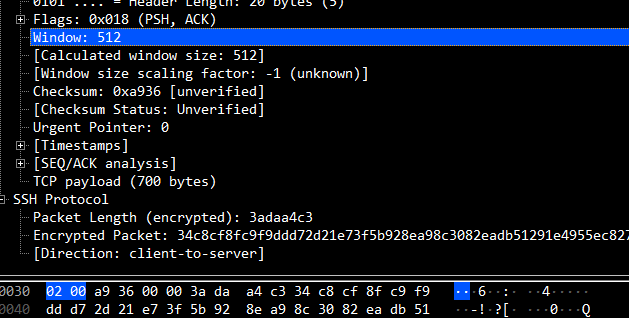 0101 .... = Header Length: 20 bytes (5)
Flags: 0x018 (PSH, ACK)
Window: 512
[Calculated window size: 512]
[Window size scaling factor: -1 (unknown)]
Checksum: 0xa936 [unverified]
[Checksum Status: Unverified]
Urgent Pointer: 0
[Timestamps]
[SEQ/ACK analysis]
TCP payload (700 bytes)
SSH Protocol
Packet Length (encrypted): 3adaa4c3
Encrypted Packet: 34c8cf8fc9f9ddd72d21e73f5b928ea98c3082eadb51291e4955ec827
[Direction: client-to-server]
0030 02 00 a9 36 00 00 3a da a4 c3 34 c8 cf 8f c9 f9 ···6··:· ··4·····
0040 dd d7 2d 21 e7 3f 5b 92 8e a9 8c 30 82 ea db 51 ··-!·?[· ···0···Q